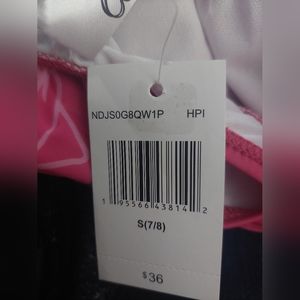 NDJS0G8QW1P HPI
1 95566 43814 2
S(7/8)
$36